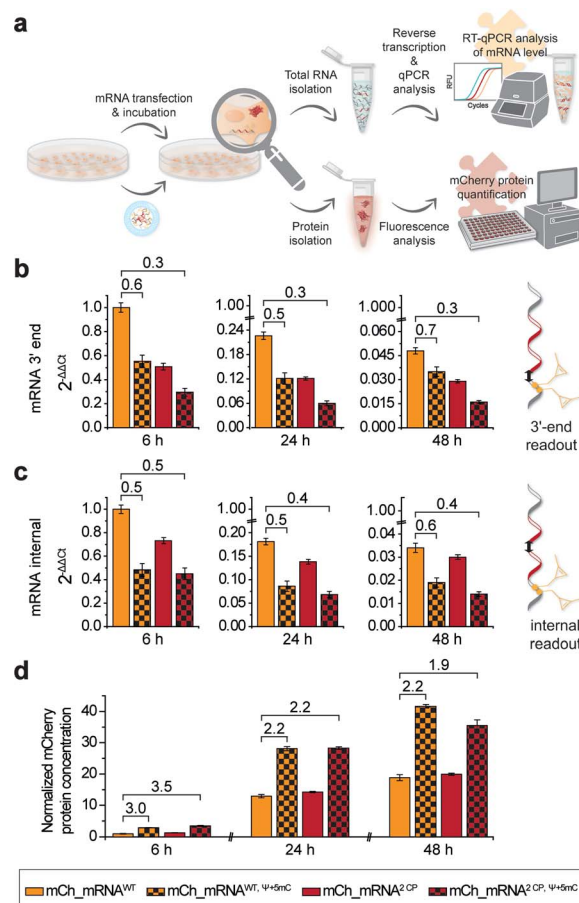 a
mRNA transfection
& incubation
Total RNA
isolation
Reverse
transcription
&
qPCR
analysis
RT-qPCR analysis
of mRNA level
RFU
Cycles
Protein
isolation
Fluorescence
analysis
mCherry protein
quantification
b
mRNA 3' end
2-ΔΔCt
0.3
0.6
1.0
0.8
0.6
0.4
0.2
0.0
6 h
0.3
0.5
1.000
0.24
0.18
0.12
0.06
0.00
24 h
0.3
0.7
1.000
0.060
0.045
0.030
0.015
0.000
48 h
3'-end
readout
c
mRNA internal
2-ΔΔCt
0.5
0.5
1.0
0.8
0.6
0.4
0.2
0.0
6 h
0.4
0.5
1.00
0.20
0.15
0.10
0.05
0.00
24 h
0.4
0.6
1.00
0.04
0.03
0.02
0.01
0.00
48 h
internal
readout
d
Normalized mCherry
protein concentration
40
30
20
10
0
3.5
3.0
6 h
2.2
2.2
24 h
1.9
2.2
48 h
mCh_mRNAWT
mCh_mRNAWT, Ψ+5mC
mCh_mRNA2 CP
mCh_mRNA2 CP, Ψ+5mC